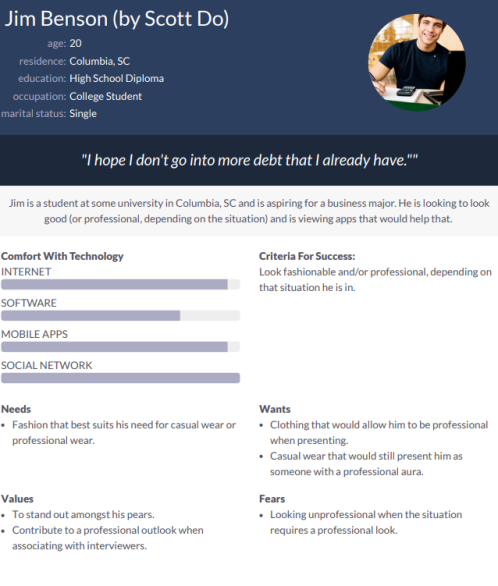 Jim Benson (by Scott Do)
age: 20
residence: Columbia, SC
education: High School Diploma
occupation: College Student
marital status: Single
"I hope I don't go into more debt that I already have.""
Jim is a student at some university in Columbia, SC and is aspiring for a business major. He is looking to look
good (or professional, depending on the situation) and is viewing apps that would help that.
Comfort With Technology
INTERNET
SOFTWARE
MOBILE APPS
SOCIAL NETWORK
Criteria For Success:
Look fashionable and/or professional, depending on
that situation he is in.
Needs
• Fashion that best suits his need for casual wear or
professional wear.
Wants
• Clothing that would allow him to be professional
when presenting.
• Casual wear that would still present him as
someone with a professional aura.
Values
• To stand out amongst his pears.
• Contribute to a professional outlook when
associating with interviewers.
Fears
• Looking unprofessional when the situation
requires a professional look.